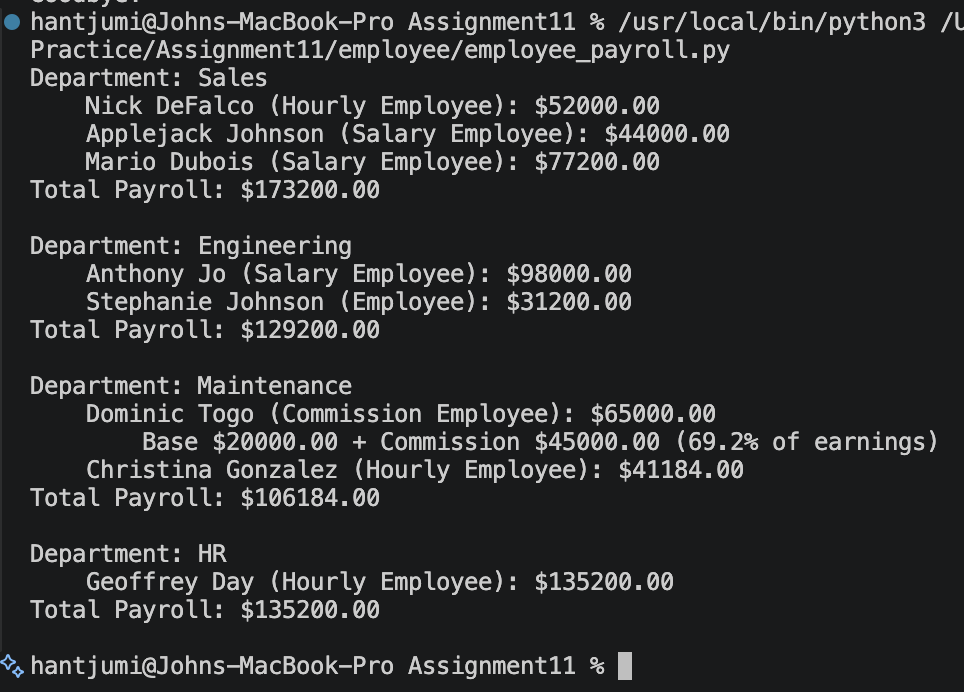 hantjumi@Johns-MacBook-Pro Assignment11 % /usr/local/bin/python3 /U
Practice/Assignment11/employee/employee_payroll.py
Department: Sales
    Nick DeFalco (Hourly Employee): $52000.00
    Applejack Johnson (Salary Employee): $44000.00
    Mario Dubois (Salary Employee): $77200.00
Total Payroll: $173200.00

Department: Engineering
    Anthony Jo (Salary Employee): $98000.00
    Stephanie Johnson (Employee): $31200.00
Total Payroll: $129200.00

Department: Maintenance
    Dominic Togo (Commission Employee): $65000.00
        Base $20000.00 + Commission $45000.00 (69.2% of earnings)
    Christina Gonzalez (Hourly Employee): $41184.00
Total Payroll: $106184.00

Department: HR
    Geoffrey Day (Hourly Employee): $135200.00
Total Payroll: $135200.00

hantjumi@Johns-MacBook-Pro Assignment11 %